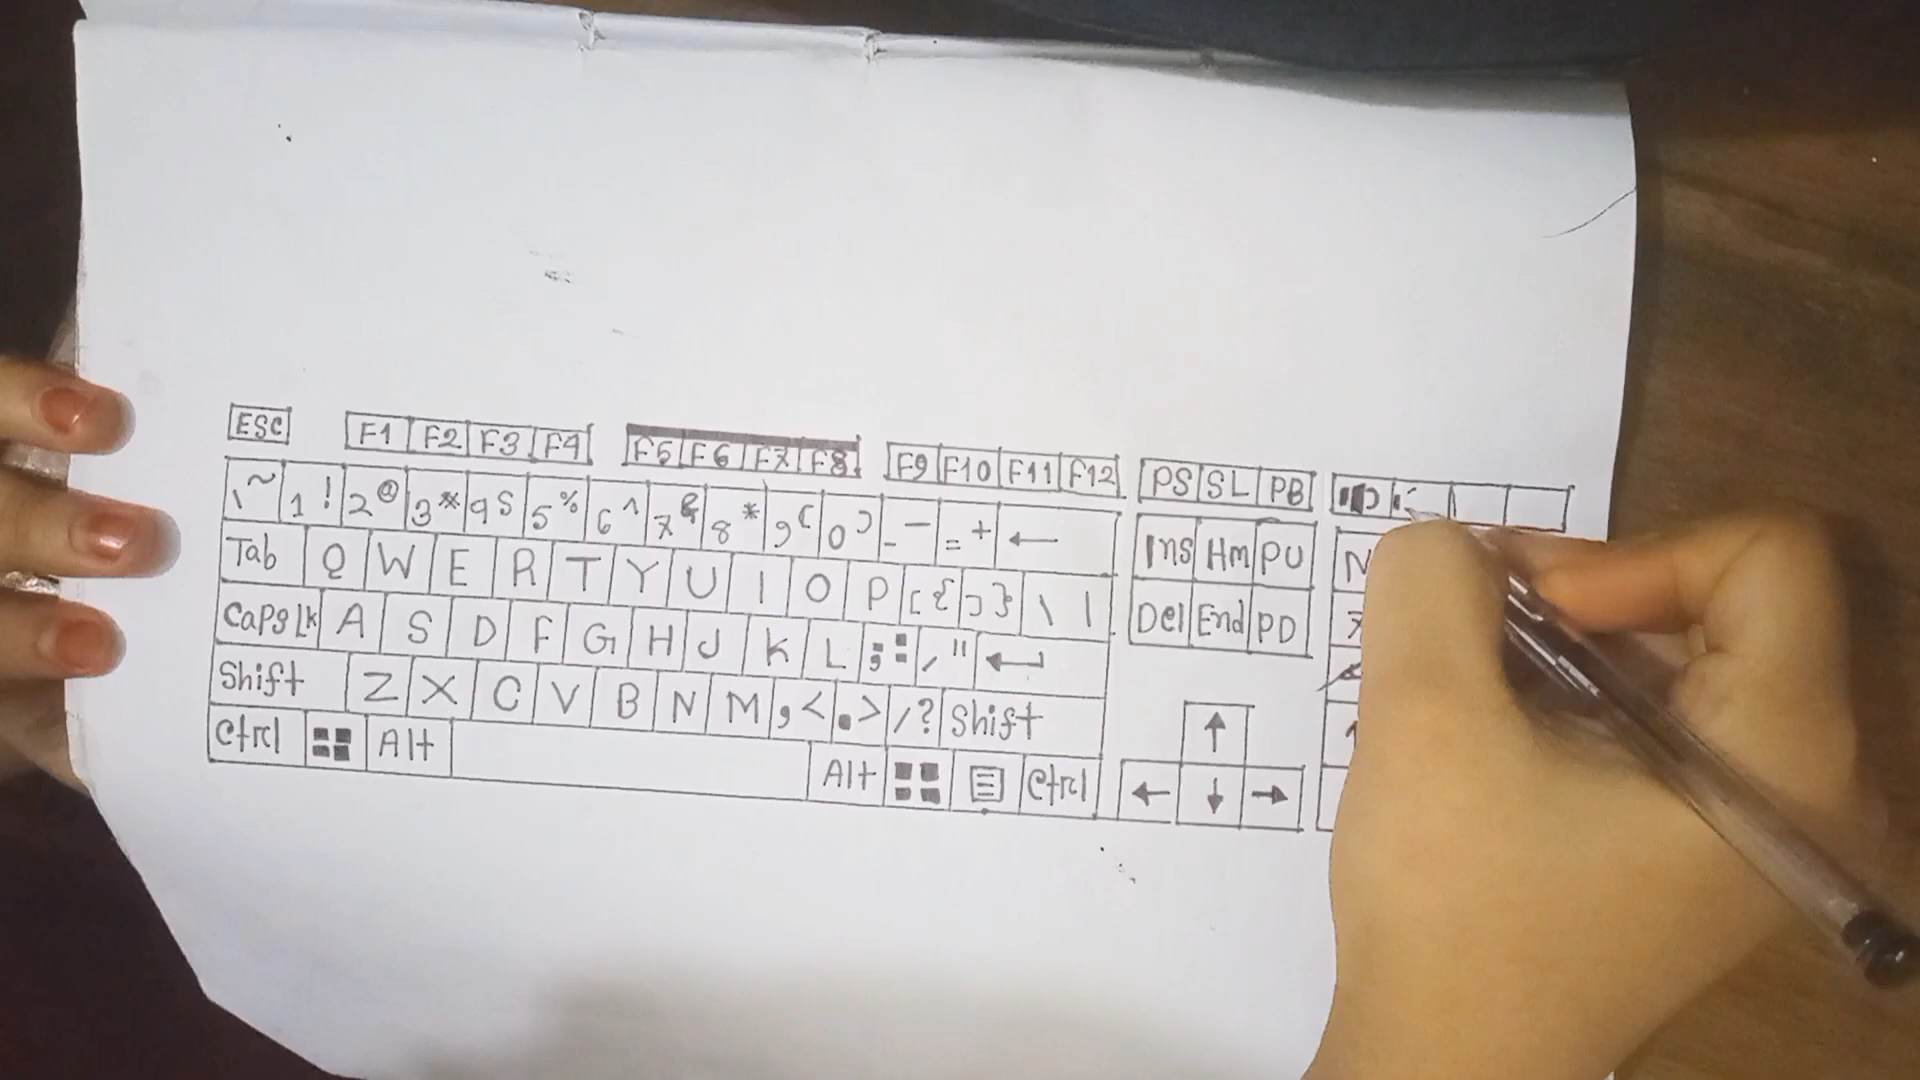 ESC F1 F2 F3 F4 F5 F6 F7 F8 F9 F10 F11 F12 PS SL PB
\ ~ 1 ! 2 @ 3 * 9 S 5 % 6 ^ 7 & 8 * 9 ( 0 ) - — = + ← Ins Hm PU N
Tab Q W E R T Y U I O P [ { ] } \ | Del End PD 7
Caps Lk A S D F G H J K L ; : , " ↵
Shift Z X C V B N M , < . > / ? Shift ↑
Ctrl Alt Alt Ctrl ← ↓ →